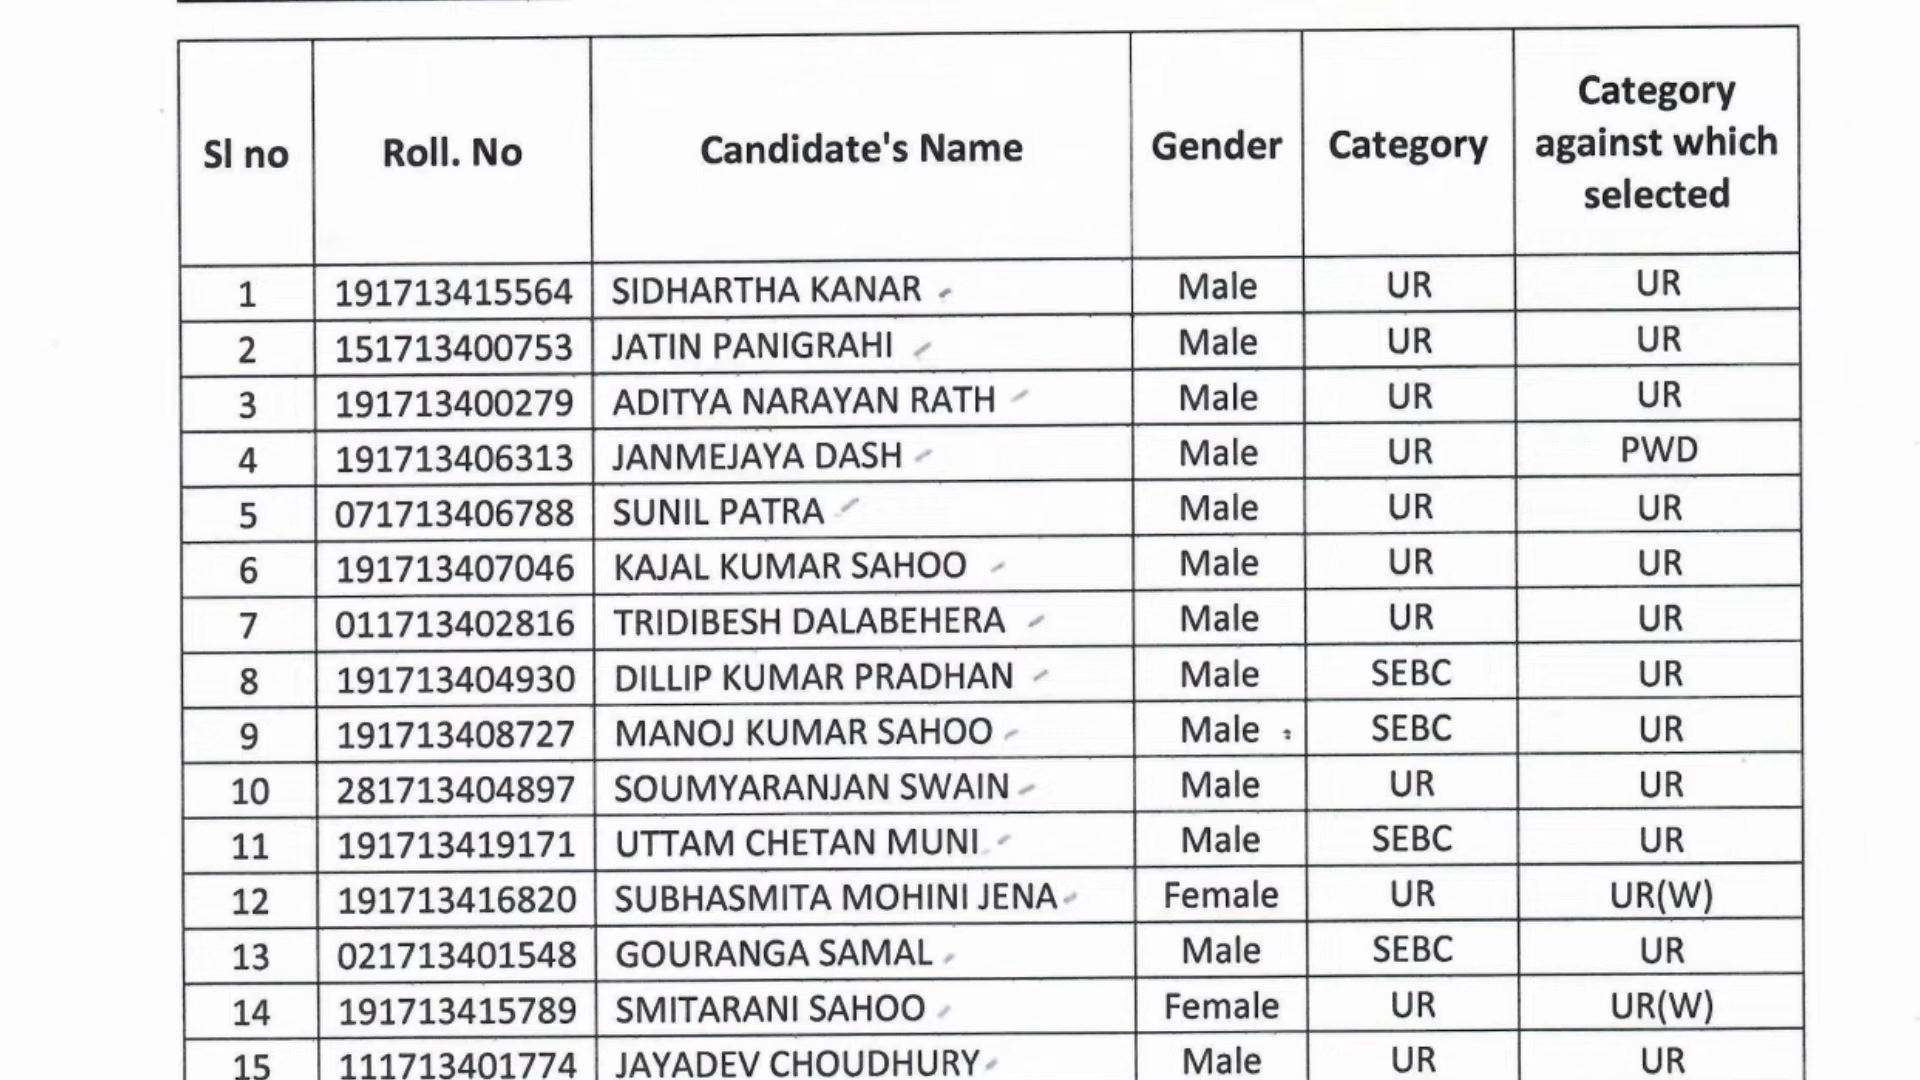 Sl no Roll. No Candidate's Name Gender Category Category against which selected
1 191713415564 SIDHARTHA KANAR Male UR UR
2 151713400753 JATIN PANIGRAHI Male UR UR
3 191713400279 ADITYA NARAYAN RATH Male UR UR
4 191713406313 JANMEJAYA DASH Male UR PWD
5 071713406788 SUNIL PATRA Male UR UR
6 191713407046 KAJAL KUMAR SAHOO Male UR UR
7 011713402816 TRIDIBESH DALABEHERA Male UR UR
8 191713404930 DILLIP KUMAR PRADHAN Male SEBC UR
9 191713408727 MANOJ KUMAR SAHOO Male SEBC UR
10 281713404897 SOUMYARANJAN SWAIN Male UR UR
11 191713419171 UTTAM CHETAN MUNI Male SEBC UR
12 191713416820 SUBHASMITA MOHINI JENA Female UR UR(W)
13 021713401548 GOURANGA SAMAL Male SEBC UR
14 191713415789 SMITARANI SAHOO Female UR UR(W)
15 111713401774 JAYADEV CHOUDHURY Male UR UR